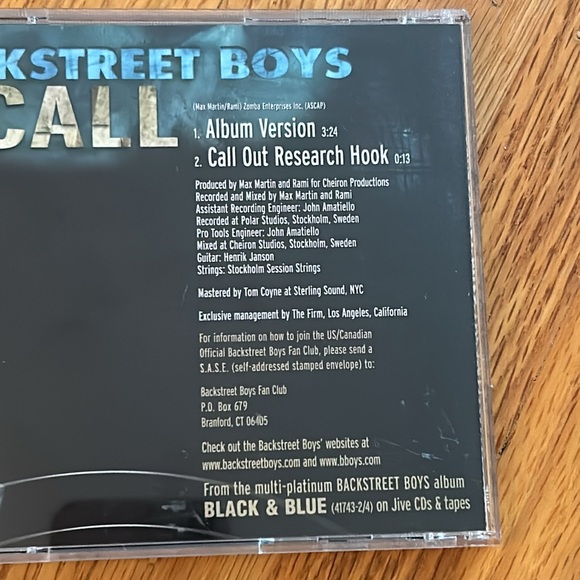 KSTREET BOYS
CALL
(Max Martin/Rami) Zomba Enterprises Inc. (ASCAP)
1. Album Version 3:24
2. Call Out Research Hook 0:13
Produced by Max Martin and Rami for Cheiron Productions
Recorded and Mixed by Max Martin and Rami
Assistant Recording Engineer: John Amatiello
Recorded at Polar Studios, Stockholm, Sweden
Pro Tools Engineer: John Amatiello
Mixed at Cheiron Studios, Stockholm, Sweden
Guitar: Henrik Janson
Strings: Stockholm Session Strings
Mastered by Tom Coyne at Sterling Sound, NYC
Exclusive management by The Firm, Los Angeles, California
For information on how to join the US/Canadian
Official Backstreet Boys Fan Club, please send a
S.A.S.E. (self-addressed stamped envelope) to:
Backstreet Boys Fan Club
P.O. Box 679
Branford, CT 06405
Check out the Backstreet Boys' websites at
www.backstreetboys.com and www.bboys.com
From the multi-platinum BACKSTREET BOYS album
BLACK & BLUE (41743-2/4) on Jive CDs & tapes